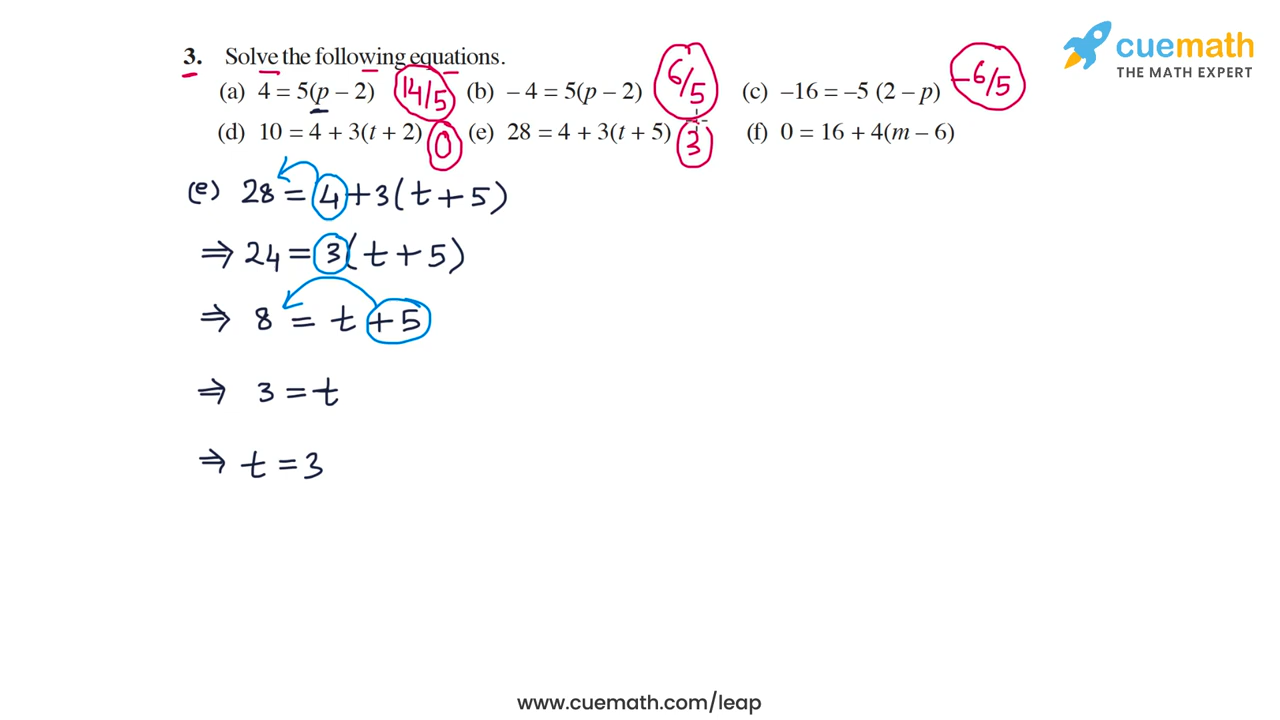 cuemath
THE MATH EXPERT
3. Solve the following equations.
(a) 4 = 5(p – 2) 14/5 (b) – 4 = 5(p – 2) 6/5 (c) –16 = –5 (2 – p) –6/5
(d) 10 = 4 + 3(t + 2) 0 (e) 28 = 4 + 3(t + 5) 3 (f) 0 = 16 + 4(m – 6)
(e) 28 = 4 + 3(t + 5)
⇒ 24 = 3(t + 5)
⇒ 8 = t + 5
⇒ 3 = t
⇒ t = 3
www.cuemath.com/leap